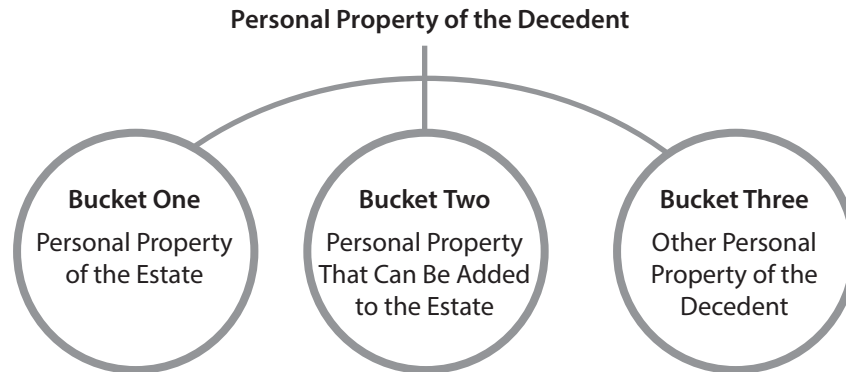 Personal Property of the Decedent
Bucket One
Personal Property
of the Estate
Bucket Two
Personal Property
That Can Be Added
to the Estate
Bucket Three
Other Personal
Property of the
Decedent